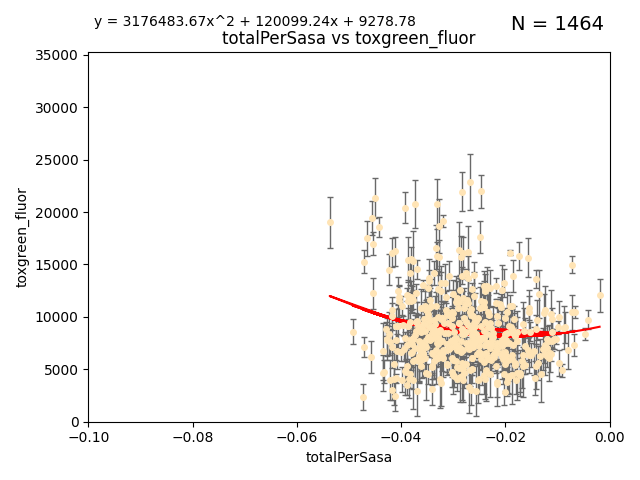 y = 3176483.67x^2 + 120099.24x + 9278.78
N = 1464
totalPerSasa vs toxgreen_fluor
35000
30000
25000
20000
15000
10000
5000
0
toxgreen_fluor
−0.10
−0.08
−0.06
−0.04
−0.02
0.00
totalPerSasa